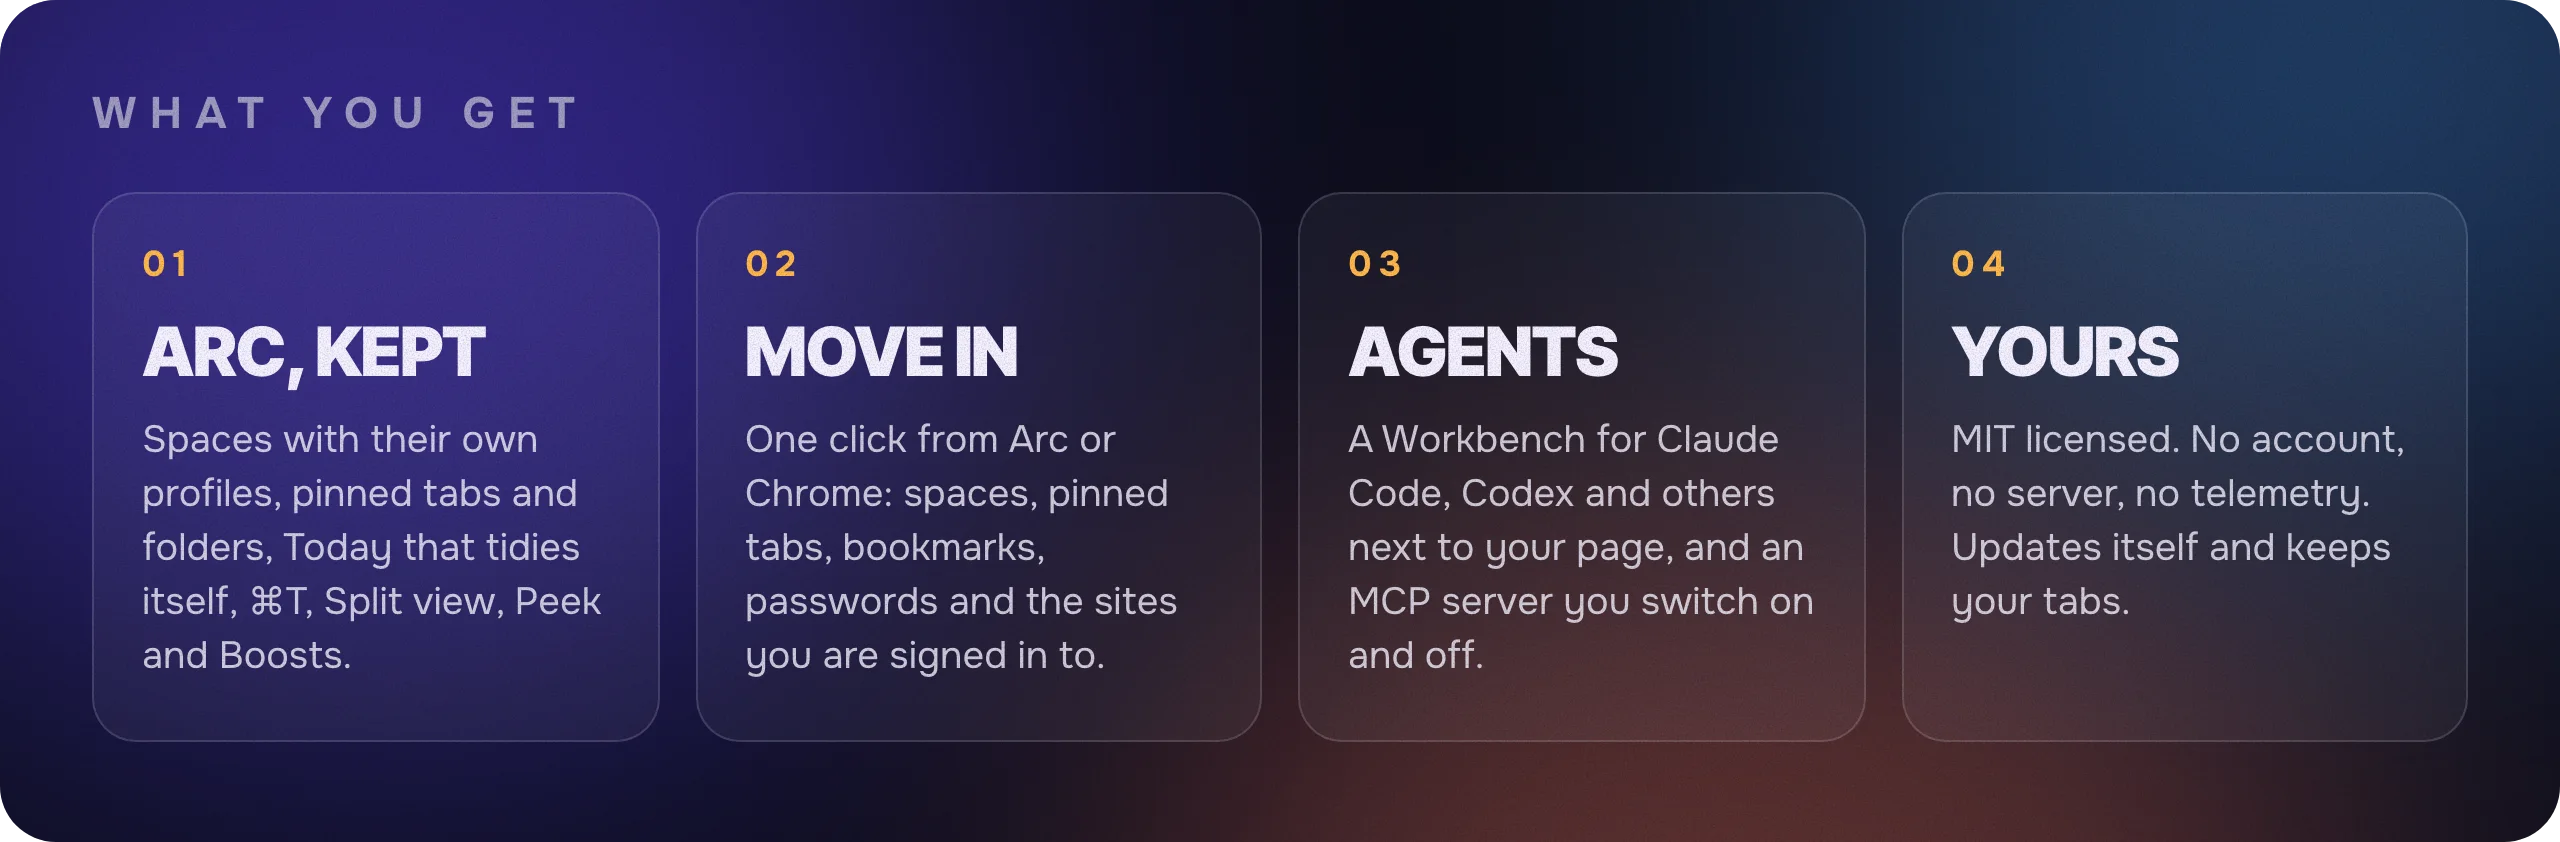 WHAT YOU GET
01
ARC, KEPT
Spaces with their own
profiles, pinned tabs and
folders, Today that tidies
itself, ⌘T, Split view, Peek
and Boosts.
02
MOVE IN
One click from Arc or
Chrome: spaces, pinned
tabs, bookmarks,
passwords and the sites
you are signed in to.
03
AGENTS
A Workbench for Claude
Code, Codex and others
next to your page, and an
MCP server you switch on
and off.
04
YOURS
MIT licensed. No account,
no server, no telemetry.
Updates itself and keeps
your tabs.